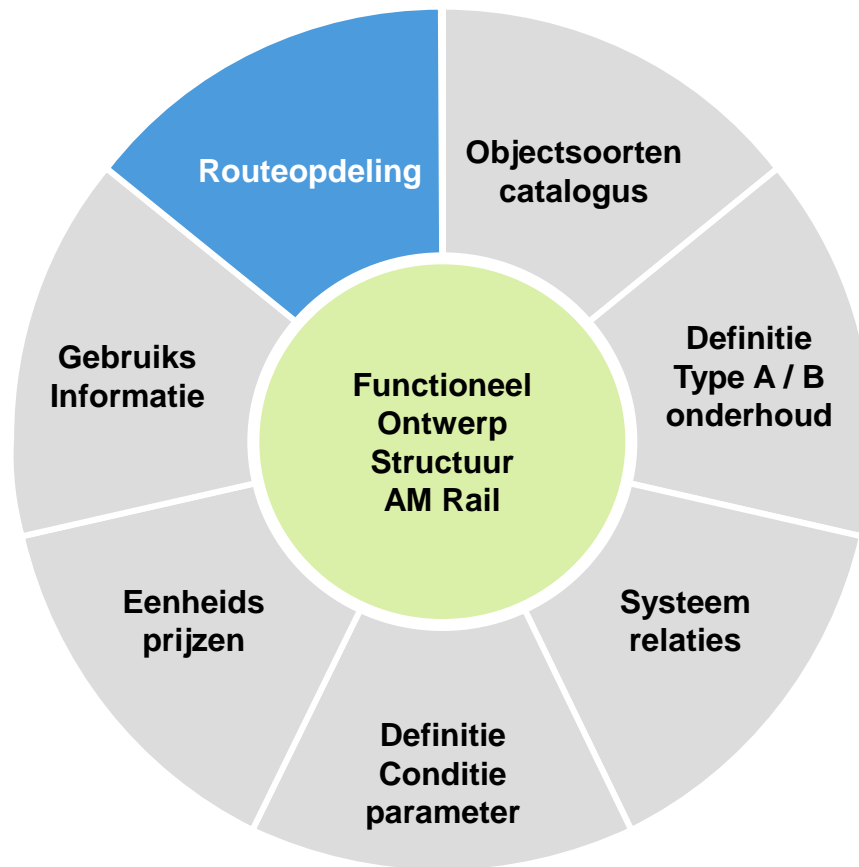 Routeopdeling
Objectsoorten
catalogus
Definitie
Type A / B
onderhoud
Systeem
relaties
Definitie
Conditie
parameter
Eenheids
prijzen
Gebruiks
Informatie
Functioneel
Ontwerp
Structuur
AM Rail